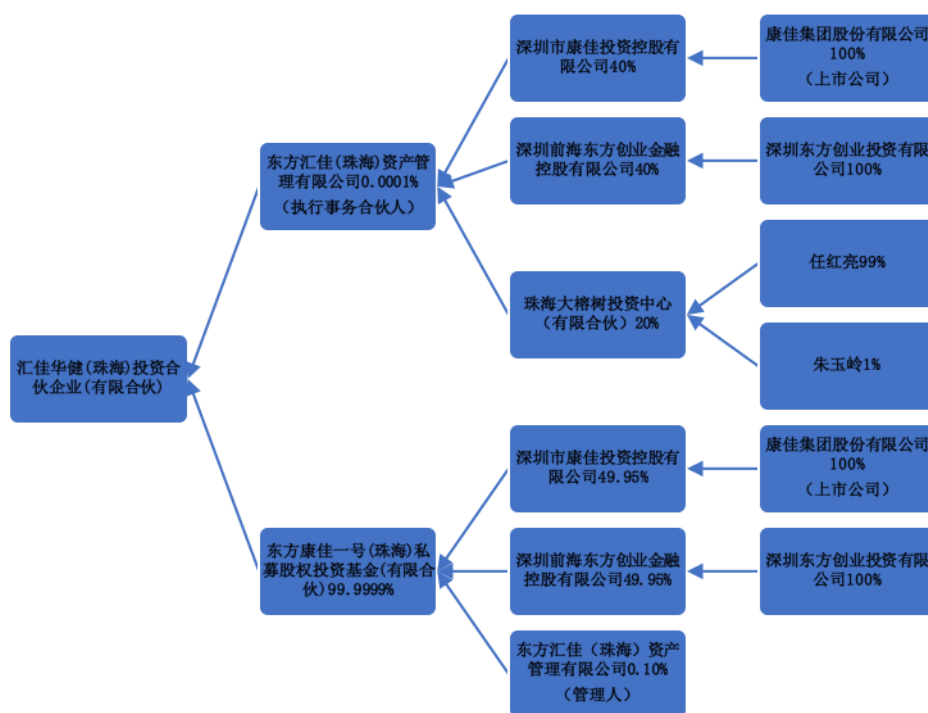 深圳市康佳投资控股有
限公司40%
康佳集团股份有限公司
100%
（上市公司）
东方汇佳(珠海)资产管
理有限公司0.0001%
（执行事务合伙人）
深圳前海东方创业金融
控股有限公司40%
深圳东方创业投资有限
公司100%
珠海大榕树投资中心
（有限合伙）20%
任红亮99%
朱玉岭1%
汇佳华健(珠海)投资合
伙企业(有限合伙)
深圳市康佳投资控股有
限公司49.95%
康佳集团股份有限公司
100%
（上市公司）
东方康佳一号(珠海)私
募股权投资基金(有限合
伙)99.9999%
深圳前海东方创业金融
控股有限公司49.95%
深圳东方创业投资有限
公司100%
东方汇佳（珠海）资产
管理有限公司0.10%
（管理人）